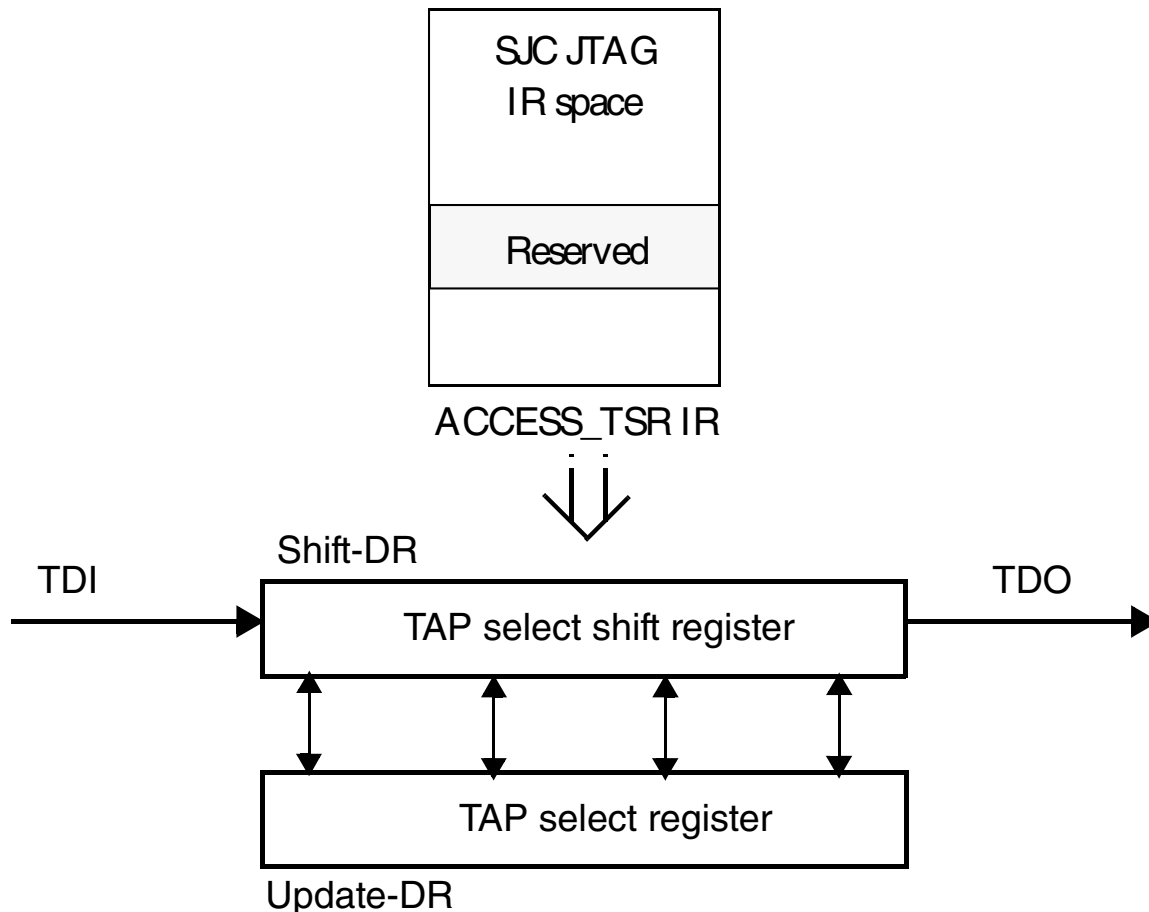 SJC JTAG
IR space
Reserved
ACCESS_TSR IR
Shift-DR
TDI
TDO
TAP select shift register
TAP select register
Update-DR